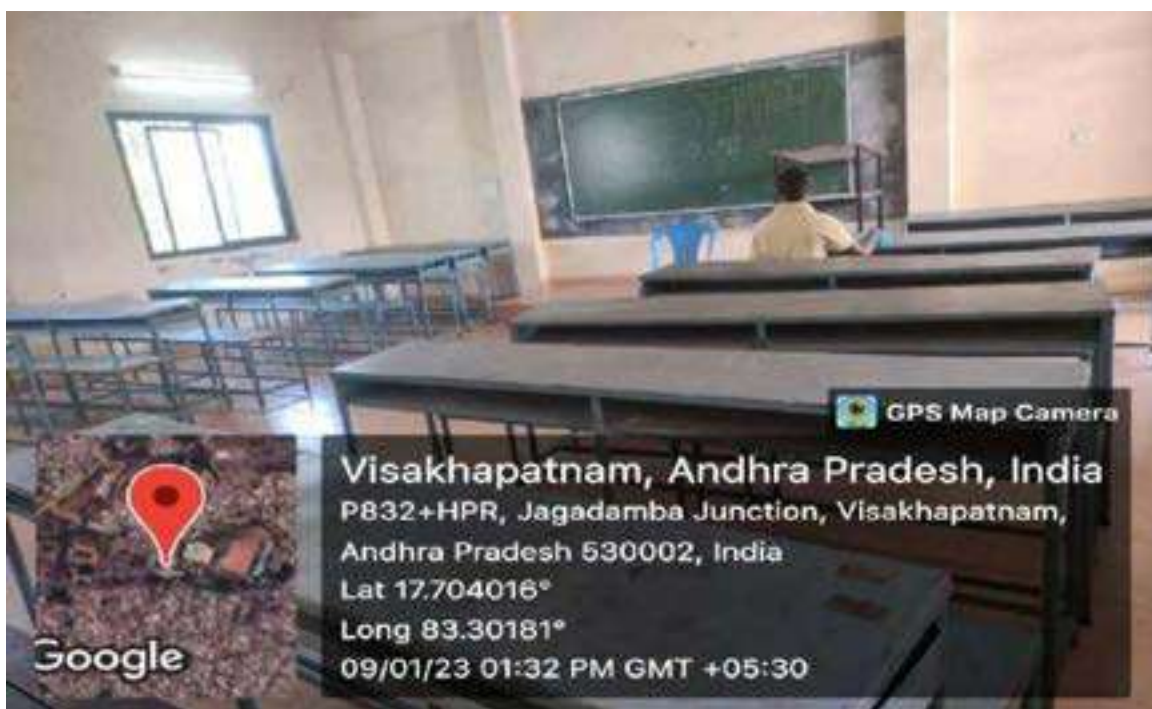 GPS Map Camera
Visakhapatnam, Andhra Pradesh, India
P832+HPR, Jagadamba Junction, Visakhapatnam,
Andhra Pradesh 530002, India
Lat 17.704016°
Long 83.30181°
09/01/23 01:32 PM GMT +05:30
Google